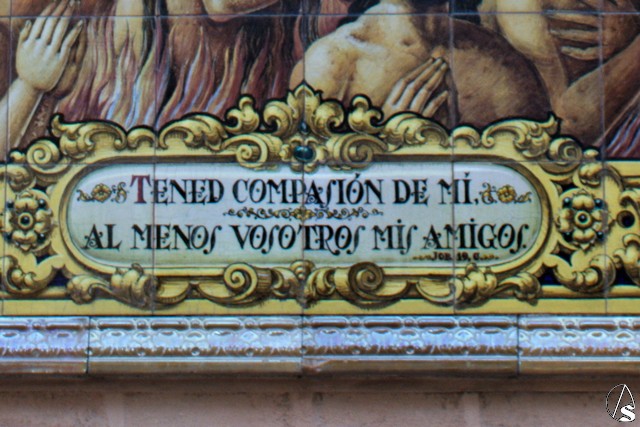 TENED COMPASIÓN DE MÍ,
AL MENOS VOSOTROS MIS AMIGOS.